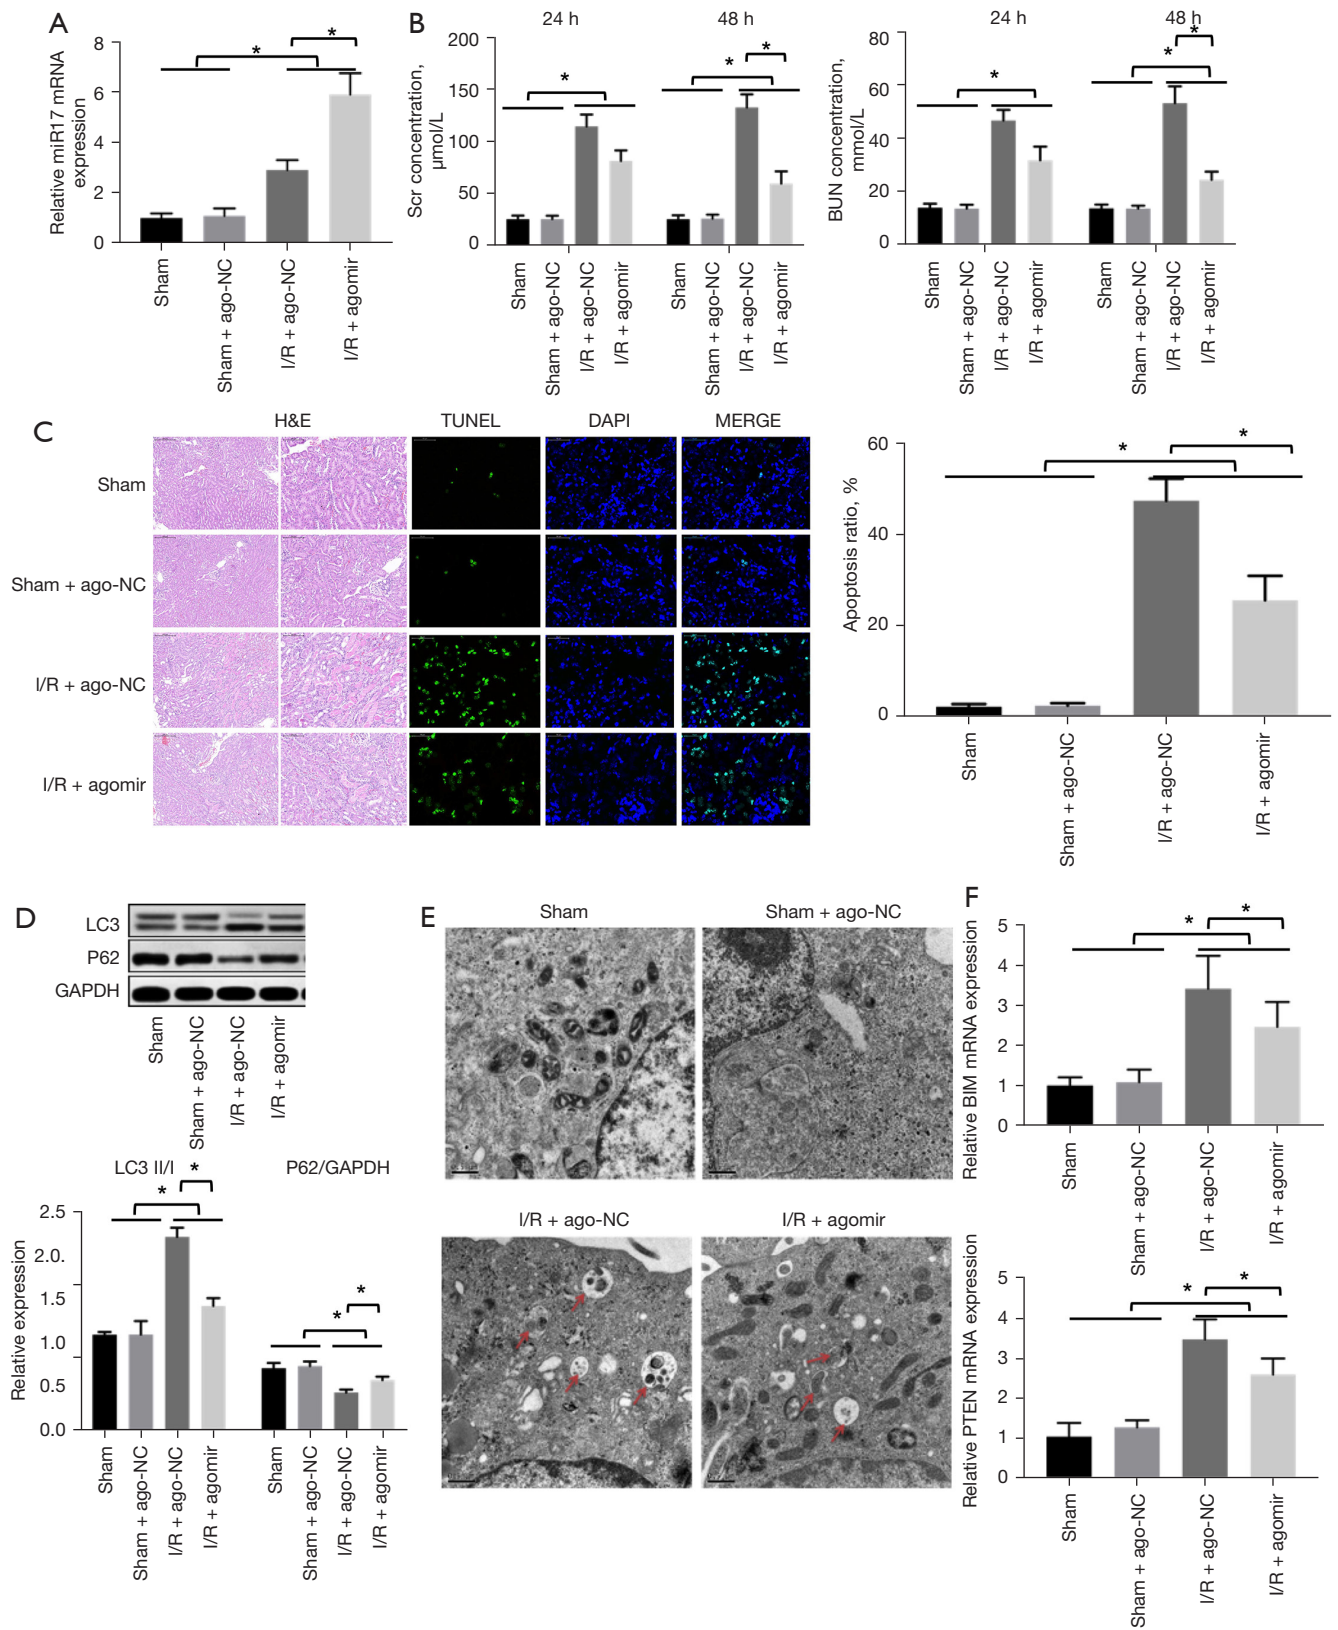 A
Relative miR17 mRNA
expression
8
6
4
2
0
*
*
Sham
Sham + ago-NC
I/R + ago-NC
I/R + agomir
B
24 h
48 h
Scr concentration,
μmol/L
200
150
100
50
0
*
*
*
Sham
Sham + ago-NC
I/R + ago-NC
I/R + agomir
Sham
Sham + ago-NC
I/R + ago-NC
I/R + agomir
24 h
48 h
BUN concentration,
mmol/L
80
60
40
20
0
*
*
*
Sham
Sham + ago-NC
I/R + ago-NC
I/R + agomir
Sham
Sham + ago-NC
I/R + ago-NC
I/R + agomir
C
H&E
TUNEL
DAPI
MERGE
Sham
Sham + ago-NC
I/R + ago-NC
I/R + agomir
Apoptosis ratio, %
60
40
20
0
*
*
Sham
Sham + ago-NC
I/R + ago-NC
I/R + agomir
D
LC3
P62
GAPDH
Sham
Sham + ago-NC
I/R + ago-NC
I/R + agomir
LC3 II/I
P62/GAPDH
Relative expression
2.5
2.0.
1.5
1.0
0.5
0.0
*
*
*
*
Sham
Sham + ago-NC
I/R + ago-NC
I/R + agomir
Sham
Sham + ago-NC
I/R + ago-NC
I/R + agomir
E
Sham
Sham + ago-NC
I/R + ago-NC
I/R + agomir
F
Relative BIM mRNA expression
5
4
3
2
1
0
*
*
Sham
Sham + ago-NC
I/R + ago-NC
I/R + agomir
Relative PTEN mRNA expression
5
4
3
2
1
0
*
*
Sham
Sham + ago-NC
I/R + ago-NC
I/R + agomir